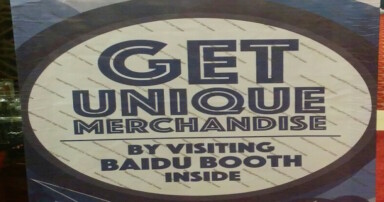 GET
UNIQUE
MERCHANDISE
BY VISITING
BAIDU BOOTH
INSIDE